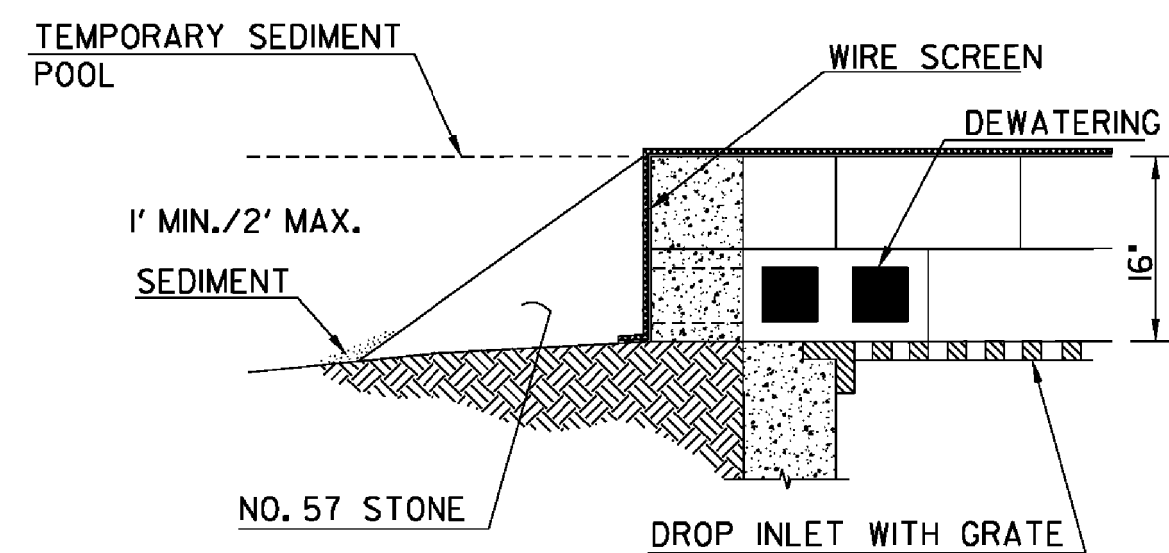 TEMPORARY SEDIMENT
POOL
WIRE SCREEN
DEWATERING
1' MIN./2' MAX.
SEDIMENT
16"
NO. 57 STONE
DROP INLET WITH GRATE